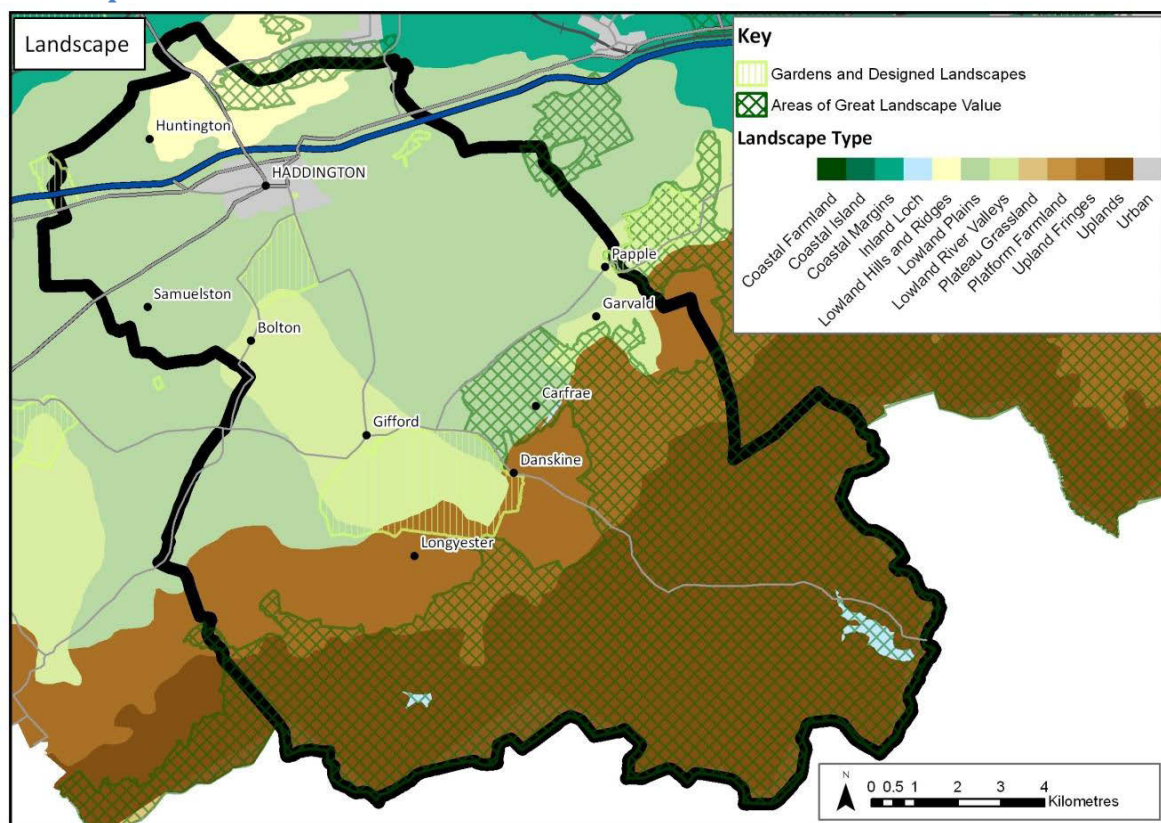 Landscape
Key
Gardens and Designed Landscapes
Areas of Great Landscape Value
Landscape Type
Coastal Farmland
Coastal Island
Coastal Margins
Inland Loch
Lowland Hills and Ridges
Lowland Plains
Lowland River Valleys
Plateau Grassland
Platform Farmland
Upland Fringes
Uplands
Urban
Huntington
HADDINGTON
Papple
Samuelston
Garvald
Bolton
Carfrae
Gifford
Danskine
Longyester
N
0 0.5 1 2 3 4
Kilometres